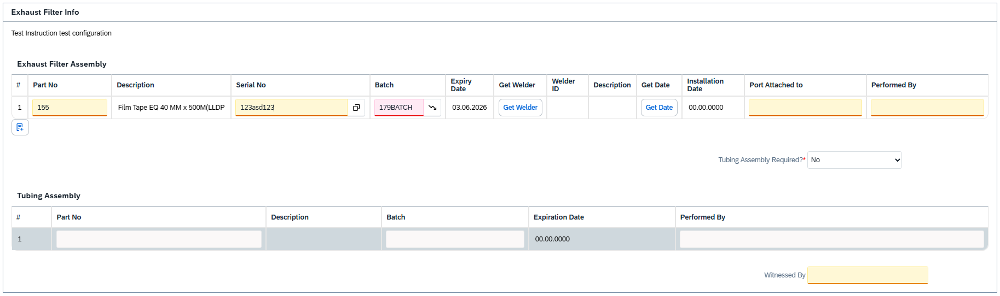 Exhaust Filter Info
Test Instruction test configuration
Exhaust Filter Assembly
# Part No Description Serial No Batch Expiry Date Get Welder Welder ID Description Get Date Installation Date Port Attached to Performed By
1 155 Film Tape EQ 40 MM x 500M(LLDP 123asd123 179BATCH 03.06.2026 Get Welder Get Date 00.00.0000
Tubing Assembly Required?* No
Tubing Assembly
# Part No Description Batch Expiration Date Performed By
1 00.00.0000
Witnessed By